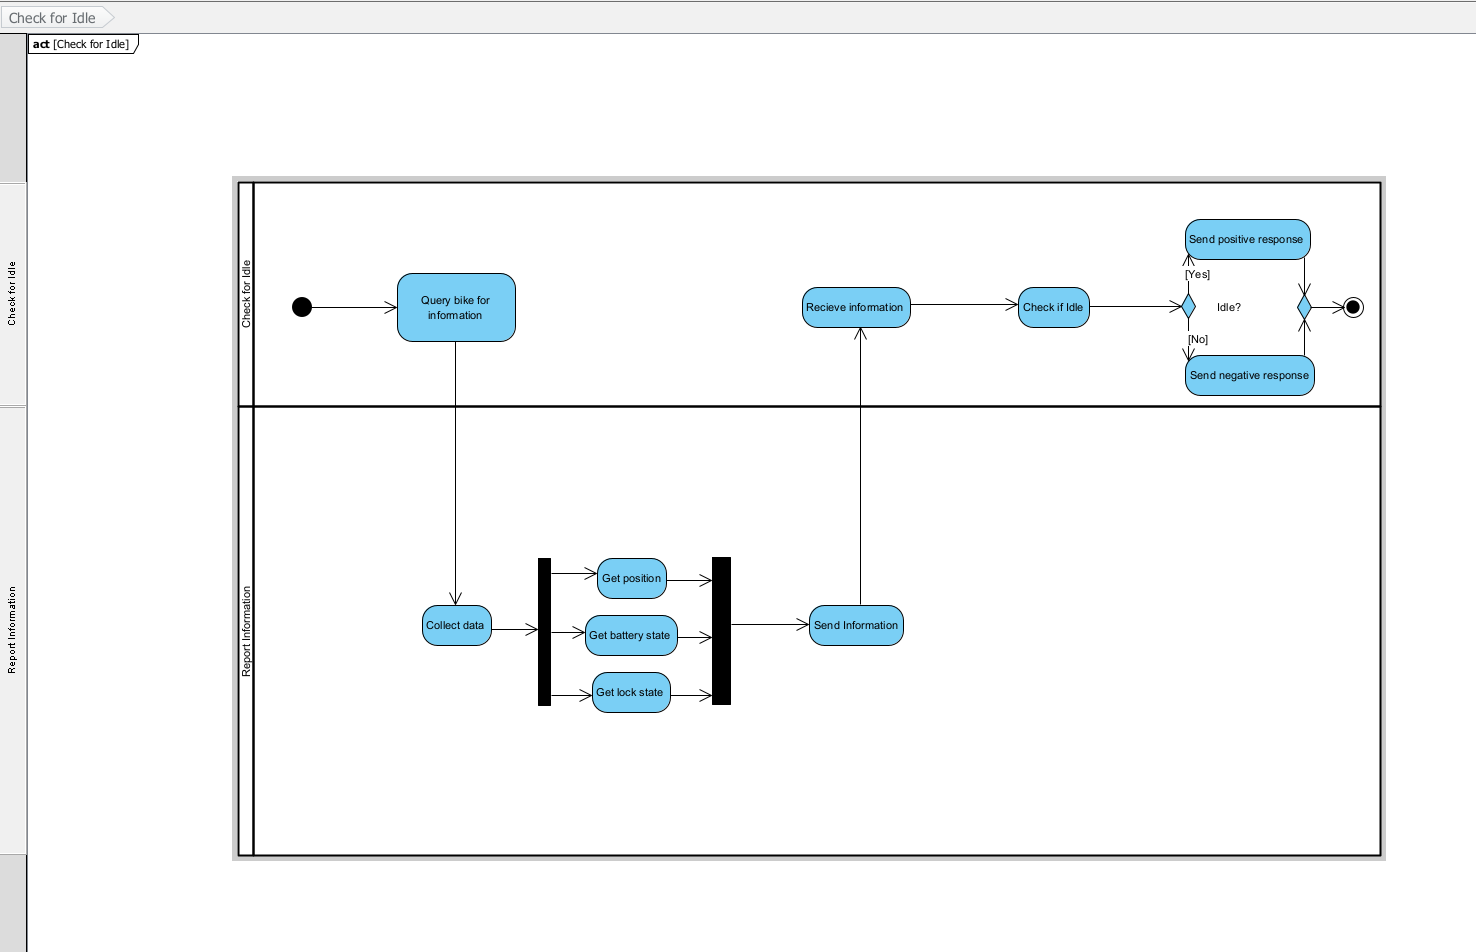 Check for Idle
act [Check for Idle]
Check for Idle
Check for Idle
Query bike for
information
Recieve information
Check if Idle
Send positive response
[Yes]
Idle?
[No]
Send negative response
Report Information
Report Information
Collect data
Get position
Get battery state
Get lock state
Send Information